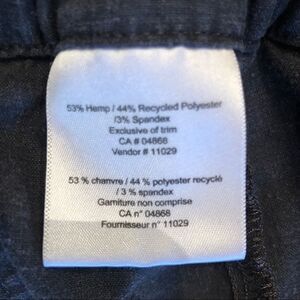 53% Hemp / 44% Recycled Polyester
/3% Spandex
Exclusive of trim
CA # 04868
Vendor # 11029
53 % chanvre / 44 % polyester recyclé
/ 3 % spandex
Garniture non comprise
CA n° 04868
Fournisseur n° 11029